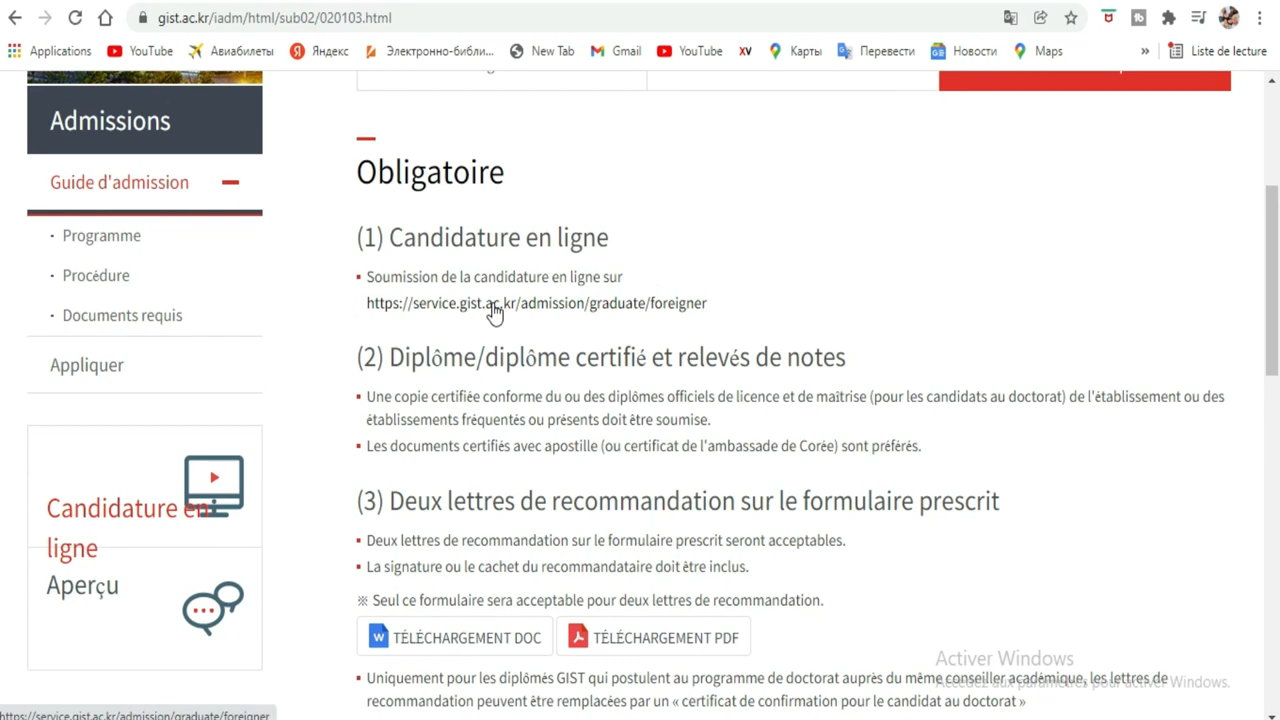 gist.ac.kr/iadm/html/sub02/020103.html
Applications YouTube Авиабилеты Яндекс Электронно-библи... New Tab Gmail YouTube XV Карты Перевести Новости Maps » Liste de lecture
Admissions
Guide d'admission
· Programme
· Procédure
· Documents requis
Appliquer
Candidature en
ligne
Aperçu
Obligatoire
(1) Candidature en ligne
Soumission de la candidature en ligne sur
https://service.gist.ac.kr/admission/graduate/foreigner
(2) Diplôme/diplôme certifié et relevés de notes
Une copie certifiée conforme du ou des diplômes officiels de licence et de maîtrise (pour les candidats au doctorat) de l'établissement ou des
établissements fréquentés ou présents doit être soumise.
Les documents certifiés avec apostille (ou certificat de l'ambassade de Corée) sont préférés.
(3) Deux lettres de recommandation sur le formulaire prescrit
Deux lettres de recommandation sur le formulaire prescrit seront acceptables.
La signature ou le cachet du recommandataire doit être inclus.
※ Seul ce formulaire sera acceptable pour deux lettres de recommandation.
TÉLÉCHARGEMENT DOC TÉLÉCHARGEMENT PDF
Uniquement pour les diplômés GIST qui postulent au programme de doctorat auprès du même conseiller académique, les lettres de
recommandation peuvent être remplacées par un « certificat de confirmation pour le candidat au doctorat »
Activer Windows
Accédez aux paramètres pour activer Windows.
https://service.gist.ac.kr/admission/graduate/foreigner